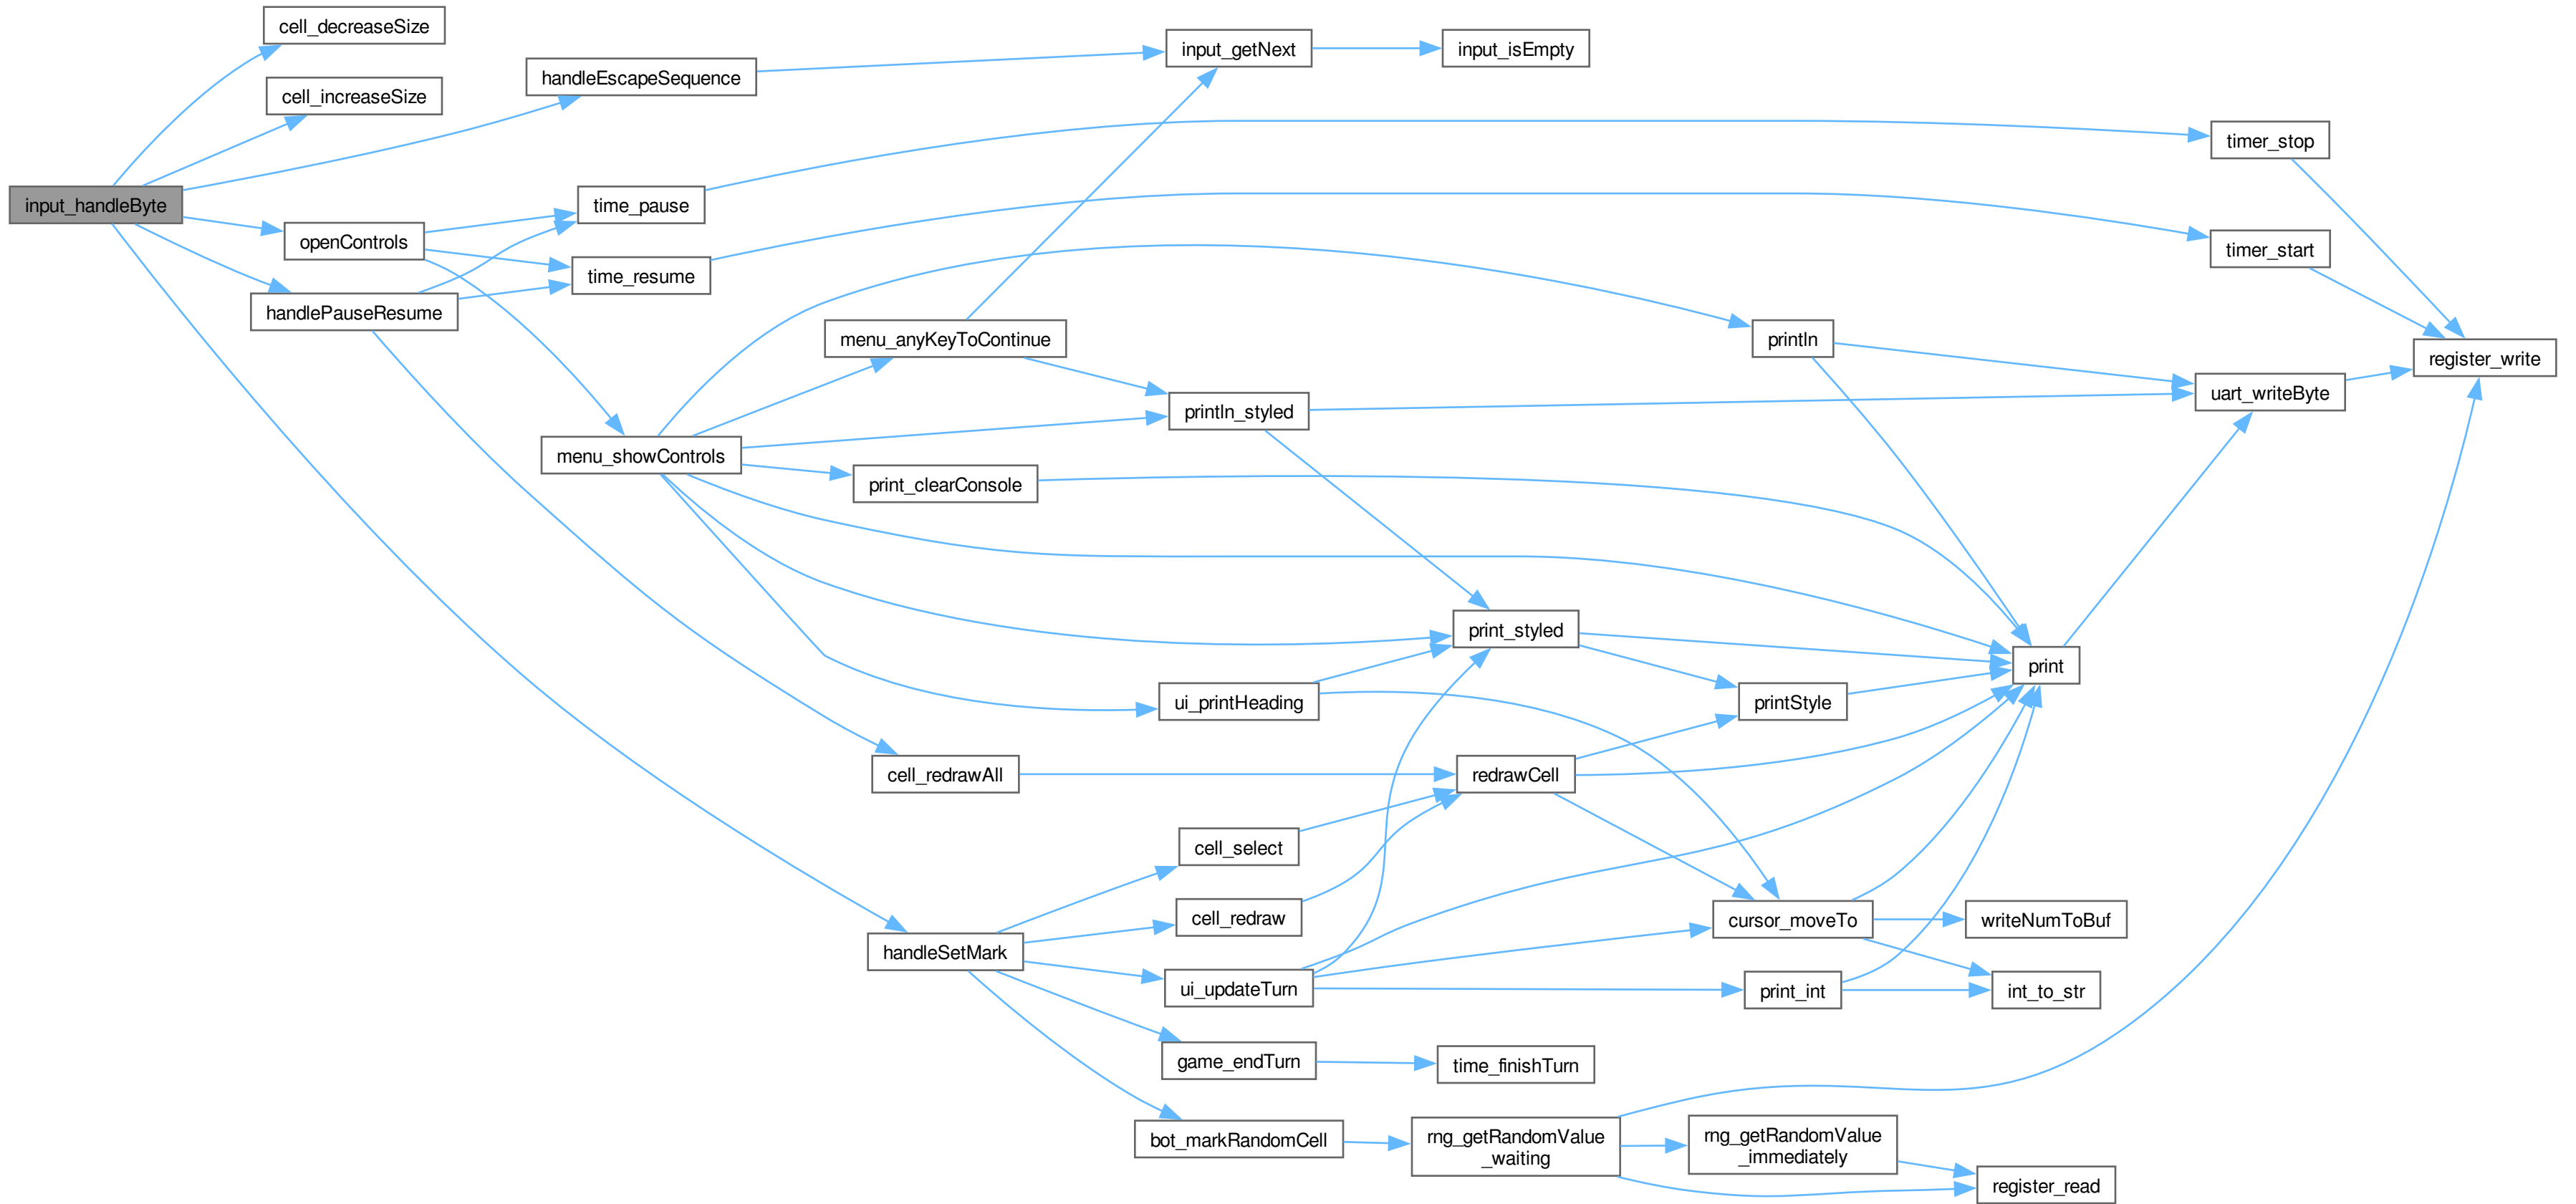 cell_decreaseSize
cell_increaseSize
handleEscapeSequence
input_getNext
input_isEmpty
input_handleByte
openControls
handlePauseResume
time_pause
time_resume
timer_stop
timer_start
menu_anyKeyToContinue
println
register_write
uart_writeByte
println_styled
menu_showControls
print_clearConsole
print_styled
print
ui_printHeading
printStyle
cell_redrawAll
redrawCell
cell_select
cell_redraw
cursor_moveTo
writeNumToBuf
handleSetMark
ui_updateTurn
print_int
int_to_str
game_endTurn
time_finishTurn
bot_markRandomCell
rng_getRandomValue
_waiting
rng_getRandomValue
_immediately
register_read